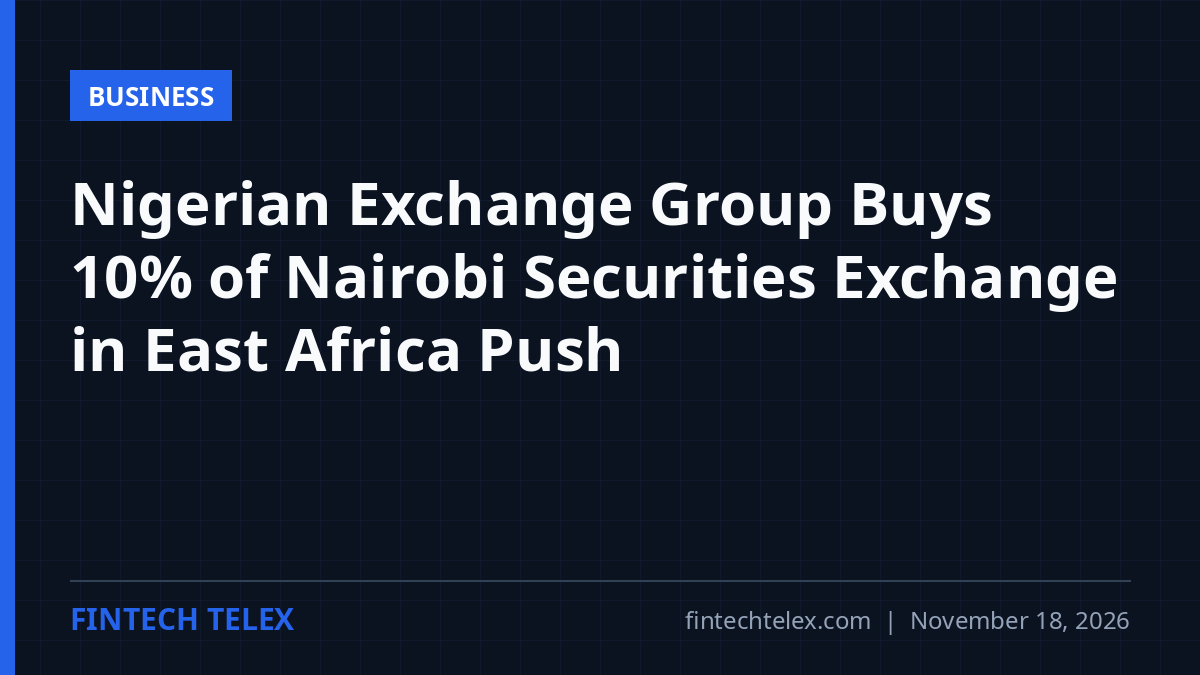 BUSINESS
Nigerian Exchange Group Buys
10% of Nairobi Securities Exchange
in East Africa Push
FINTECH TELEX
fintechtelex.com | November 18, 2026